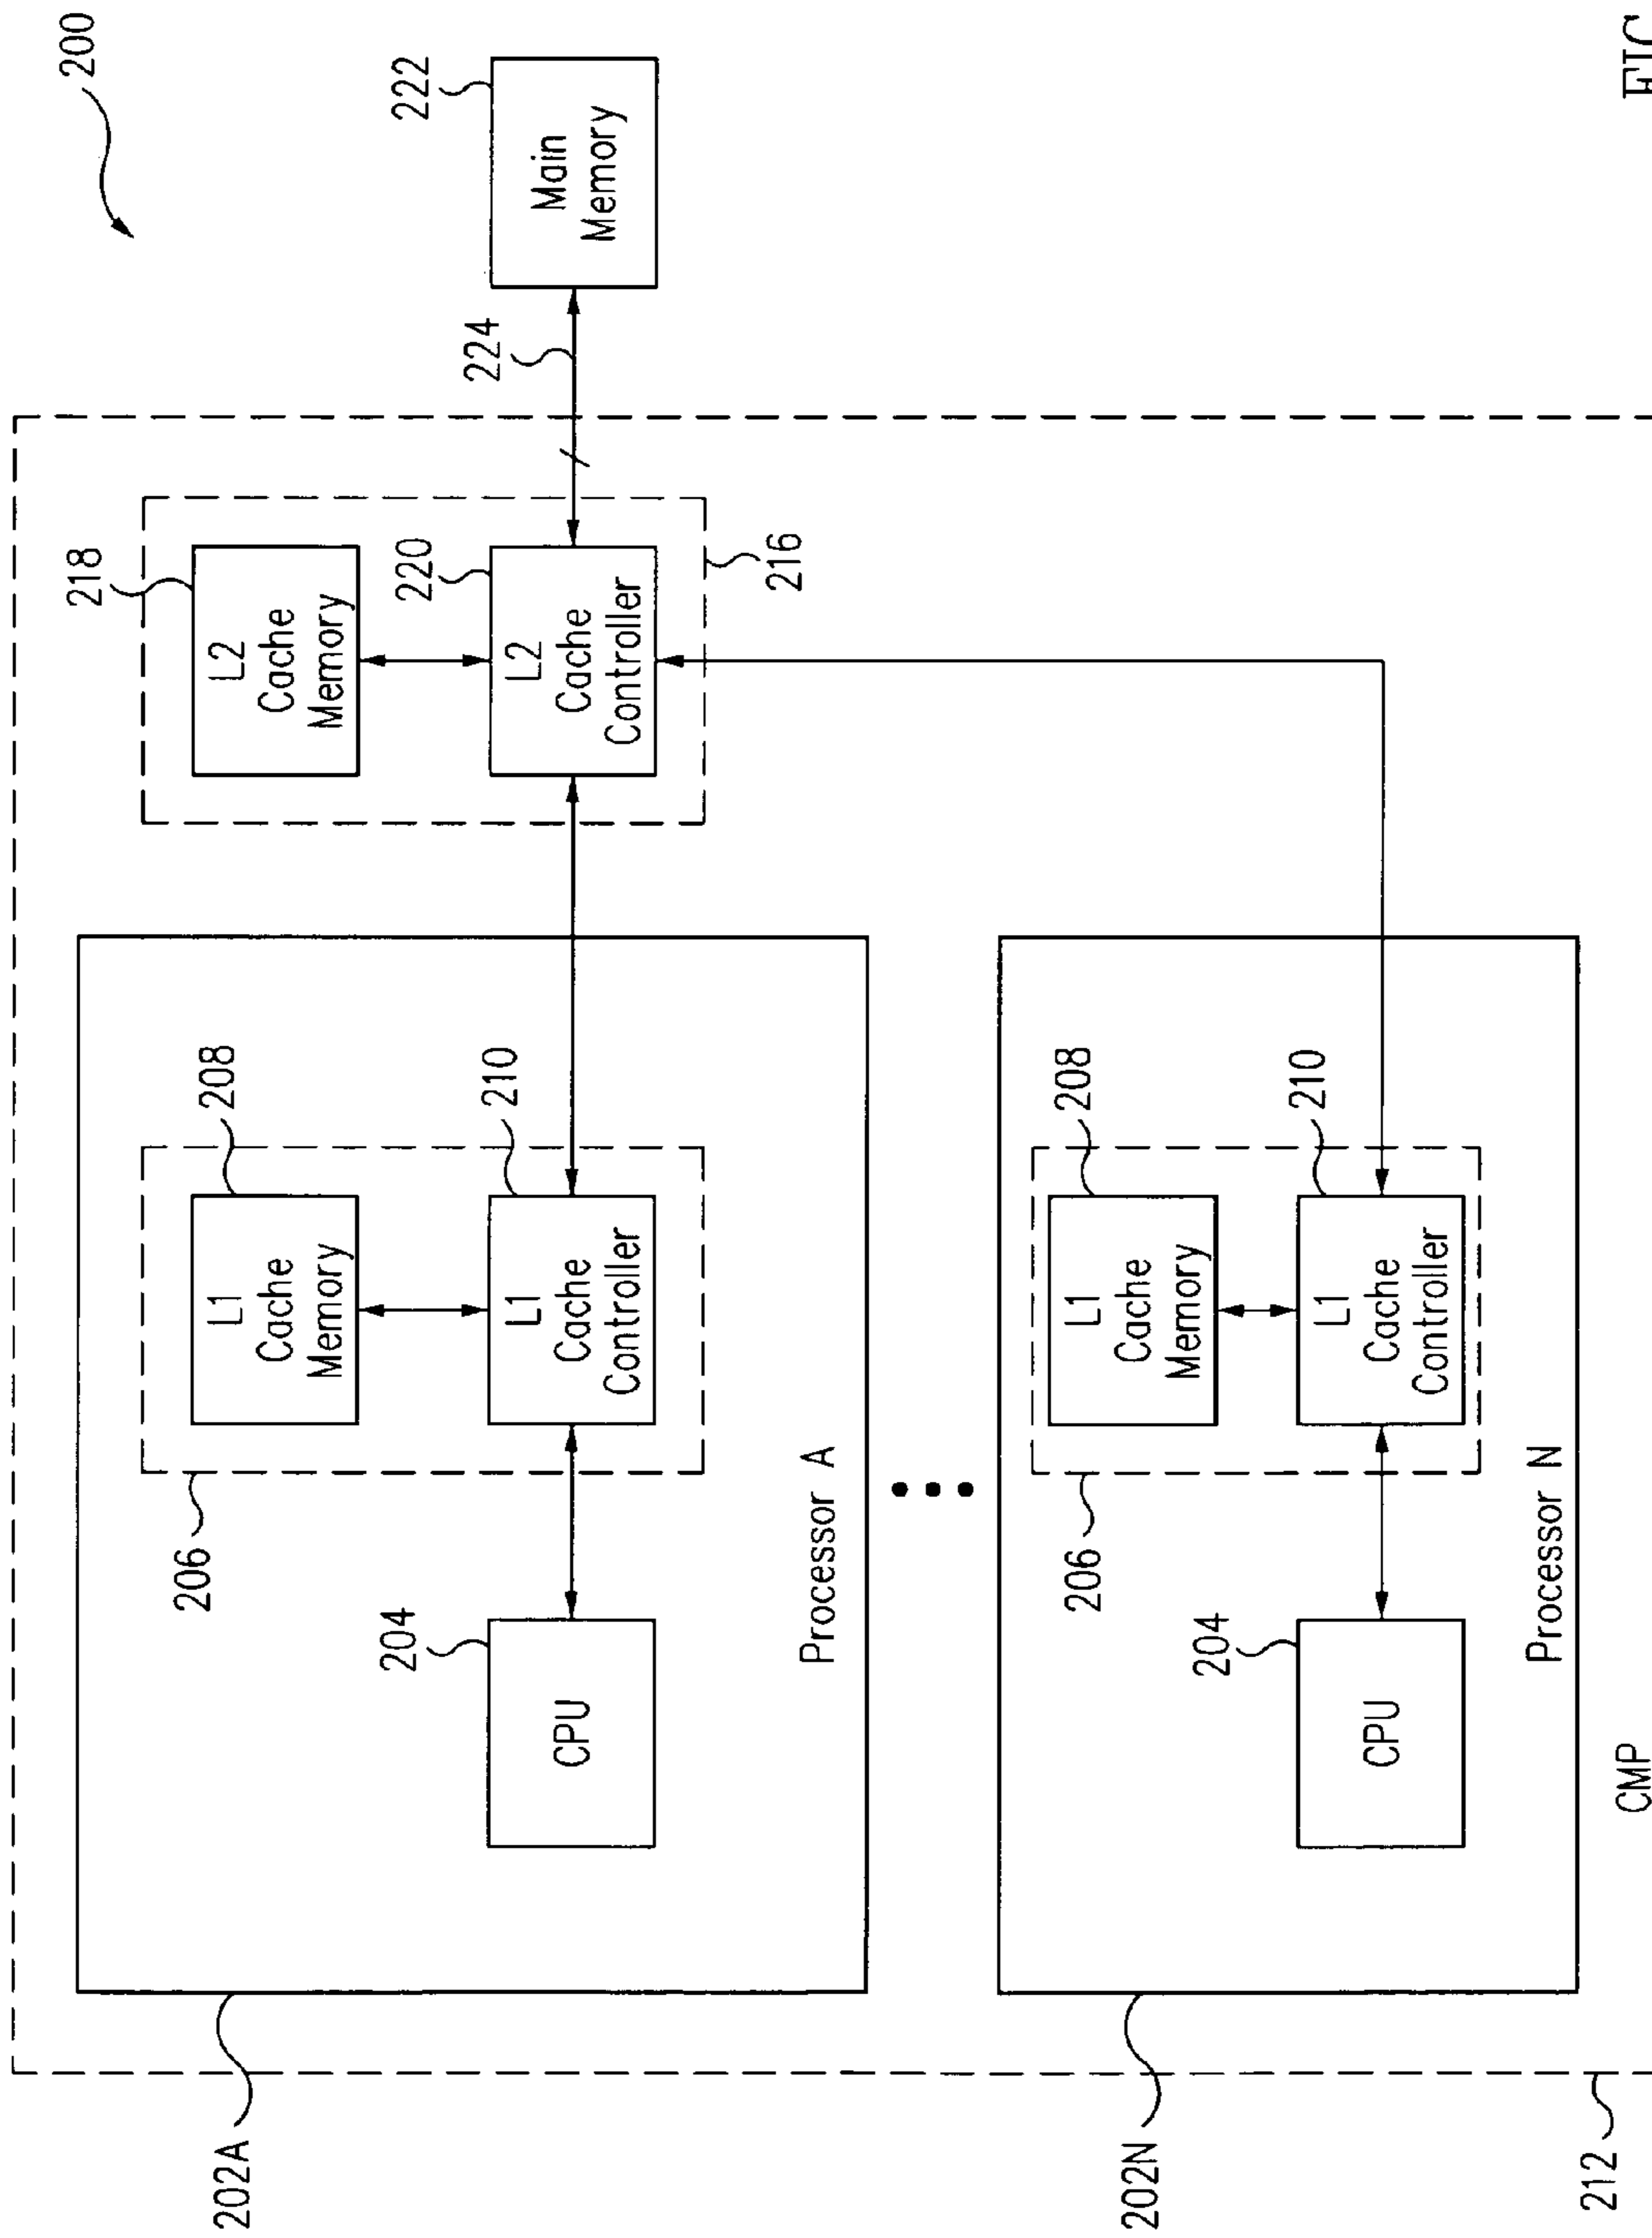 200
218
L2
Cache
Memory
222
Main
Memory
224
220
L2
Cache
Controller
216
202A
206
208
L1
Cache
Memory
204
CPU
210
L1
Cache
Controller
Processor A
202N
206
208
L1
Cache
Memory
204
CPU
210
L1
Cache
Controller
Processor N
CMP
212